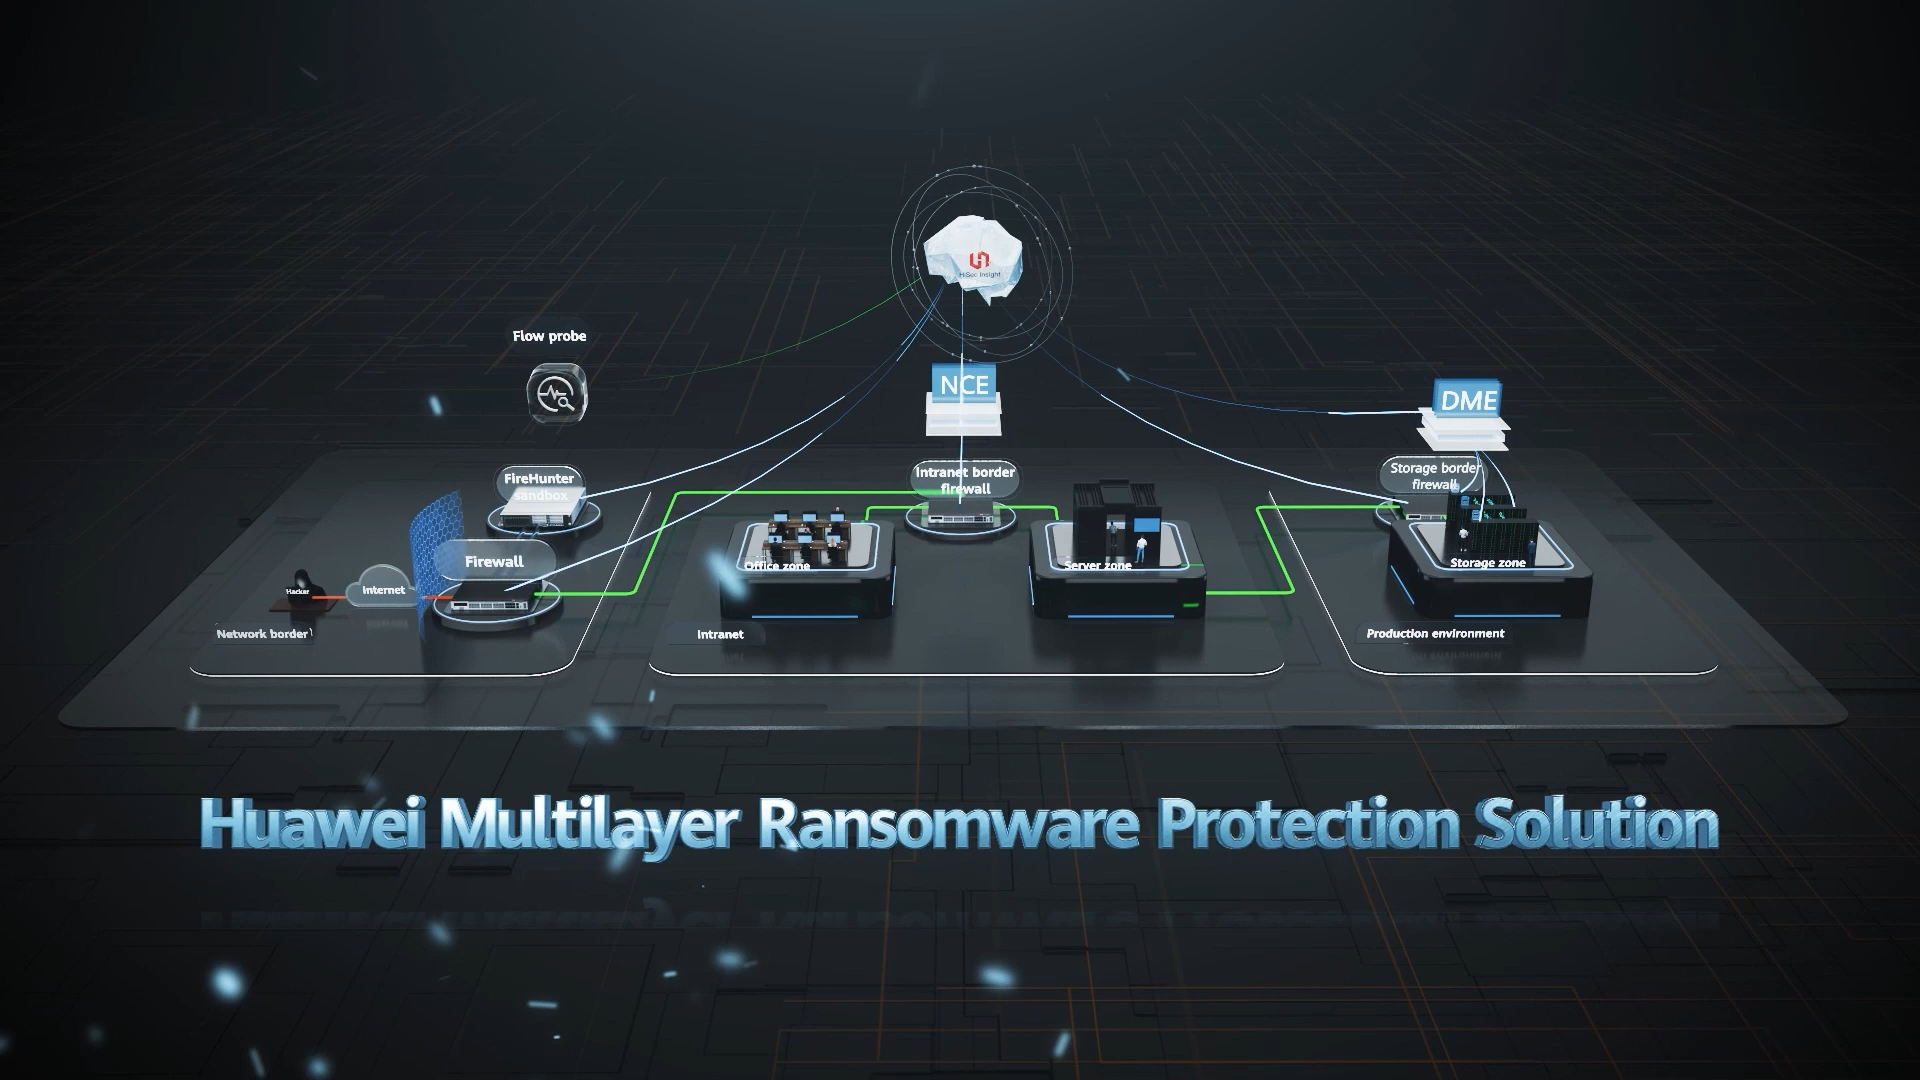 HiSec Insight
Flow probe
NCE
DME
FireHunter
sandbox
Intranet border
firewall
Storage border
firewall
Firewall
Office zone
Server zone
Storage zone
Hacker
Internet
Network border
Intranet
Production environment
Huawei Multilayer Ransomware Protection Solution